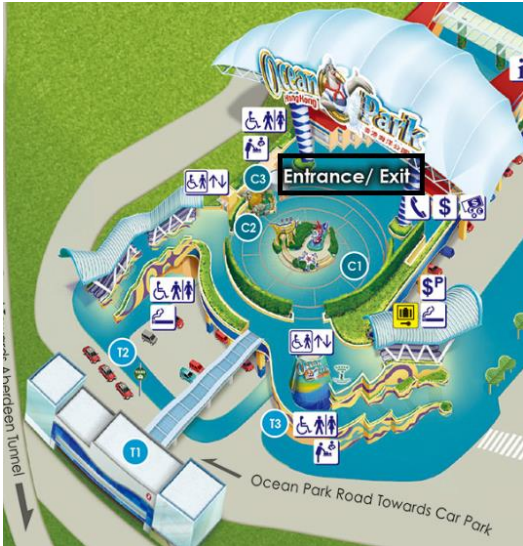 Ocean Park
Hong Kong
香港海洋公園
i
C3
Entrance/ Exit
$
C2
C1
$P
T2
T3
T1
Ocean Park Road Towards Car Park
Towards Aberdeen Tunnel